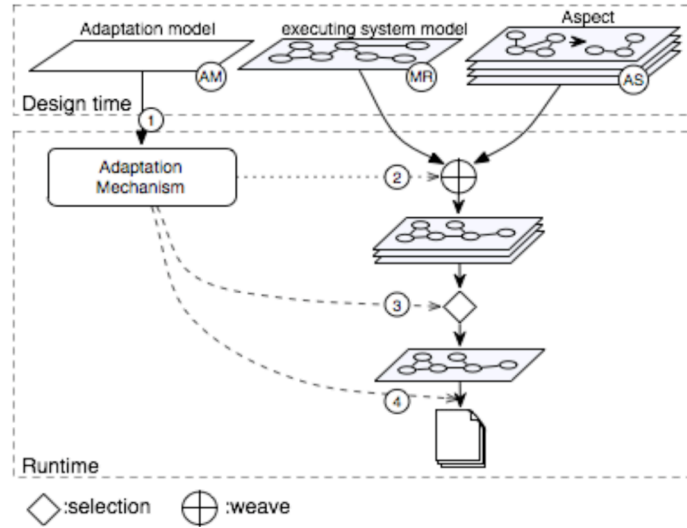 Adaptation model
executing system model
Aspect
AM
MR
AS
Design time
1
Adaptation
Mechanism
2
3
4
Runtime
:selection
:weave